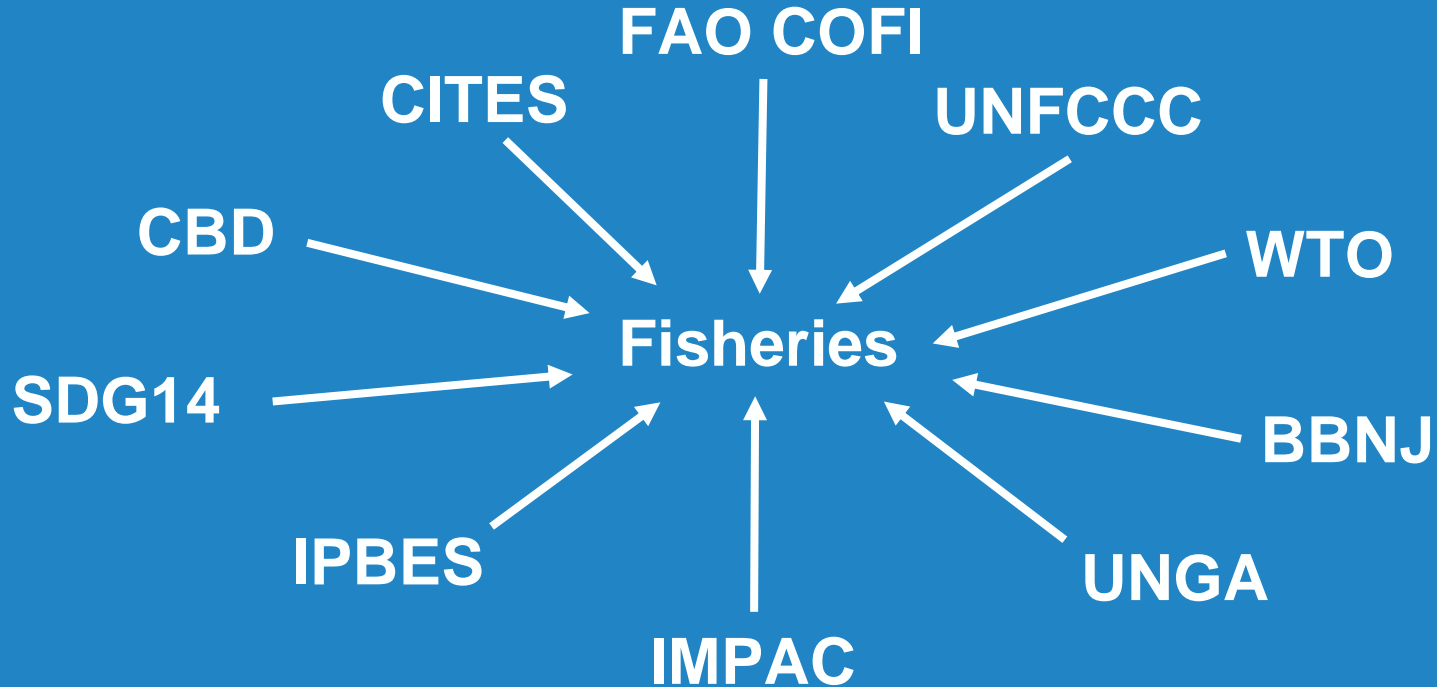 FAO COFI
CITES
UNFCCC
CBD
WTO
Fisheries
SDG14
BBNJ
IPBES
UNGA
IMPAC